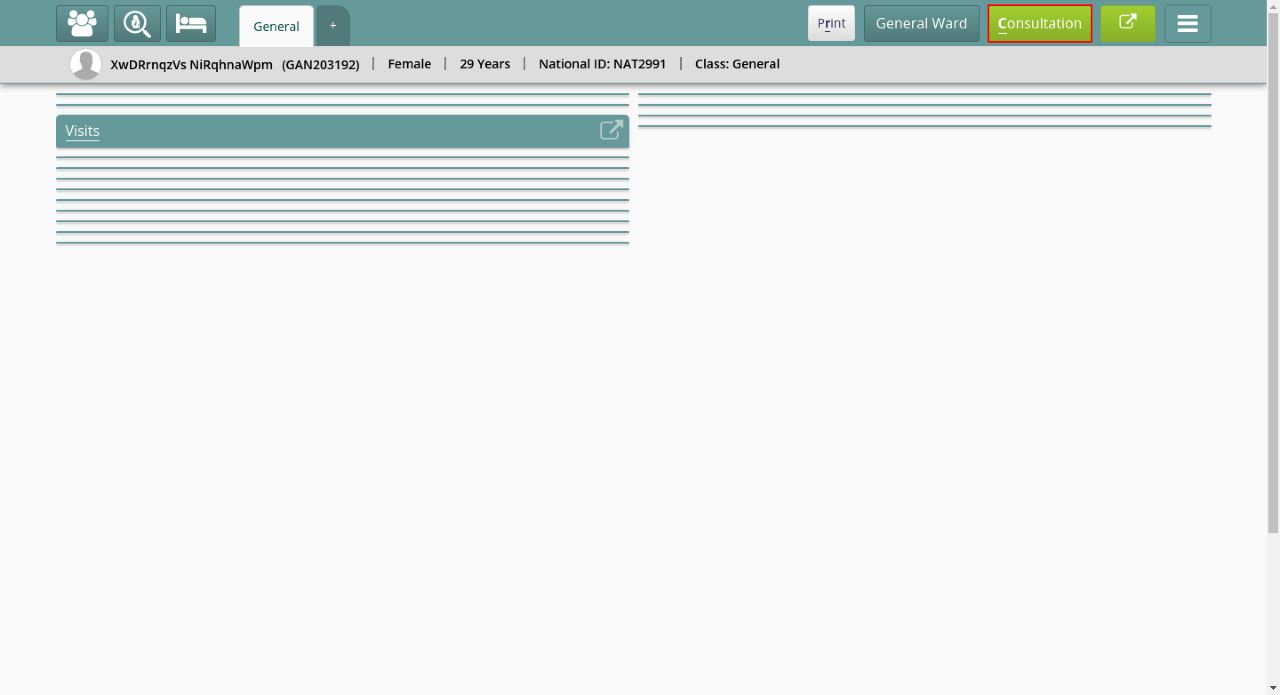 General + Print General Ward Consultation
XwDRrnqzVs NiRqhnaWpm (GAN203192) | Female | 29 Years | National ID: NAT2991 | Class: General
Visits